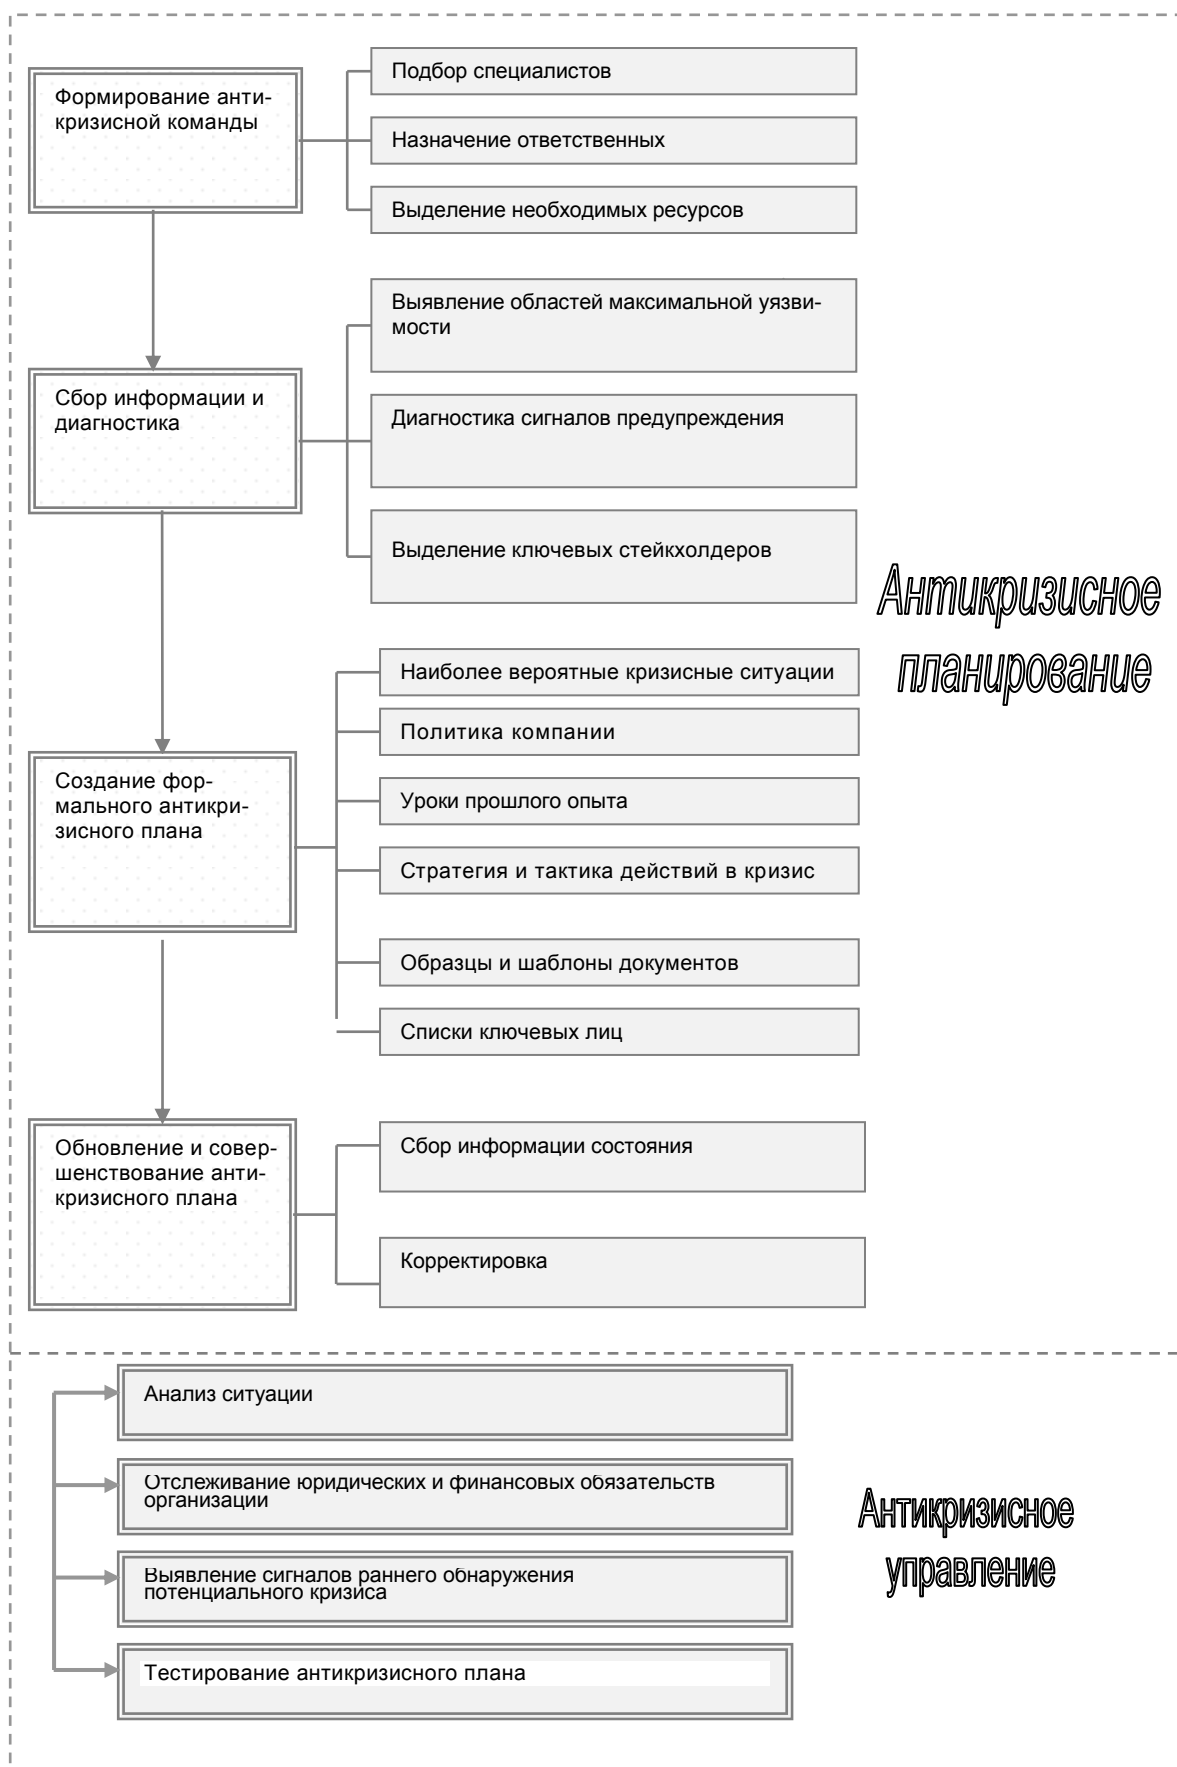 Формирование анти-
кризисной команды
Подбор специалистов
Назначение ответственных
Выделение необходимых ресурсов
Сбор информации и
диагностика
Выявление областей максимальной уязви-
мости
Диагностика сигналов предупреждения
Выделение ключевых стейкхолдеров
Антикризисное
планирование
Создание фор-
мального антикри-
зисного плана
Наиболее вероятные кризисные ситуации
Политика компании
Уроки прошлого опыта
Стратегия и тактика действий в кризис
Образцы и шаблоны документов
Списки ключевых лиц
Обновление и совер-
шенствование анти-
кризисного плана
Сбор информации состояния
Корректировка
Анализ ситуации
Отслеживание юридических и финансовых обязательств
организации
Выявление сигналов раннего обнаружения
потенциального кризиса
Тестирование антикризисного плана
Антикризисное
управление